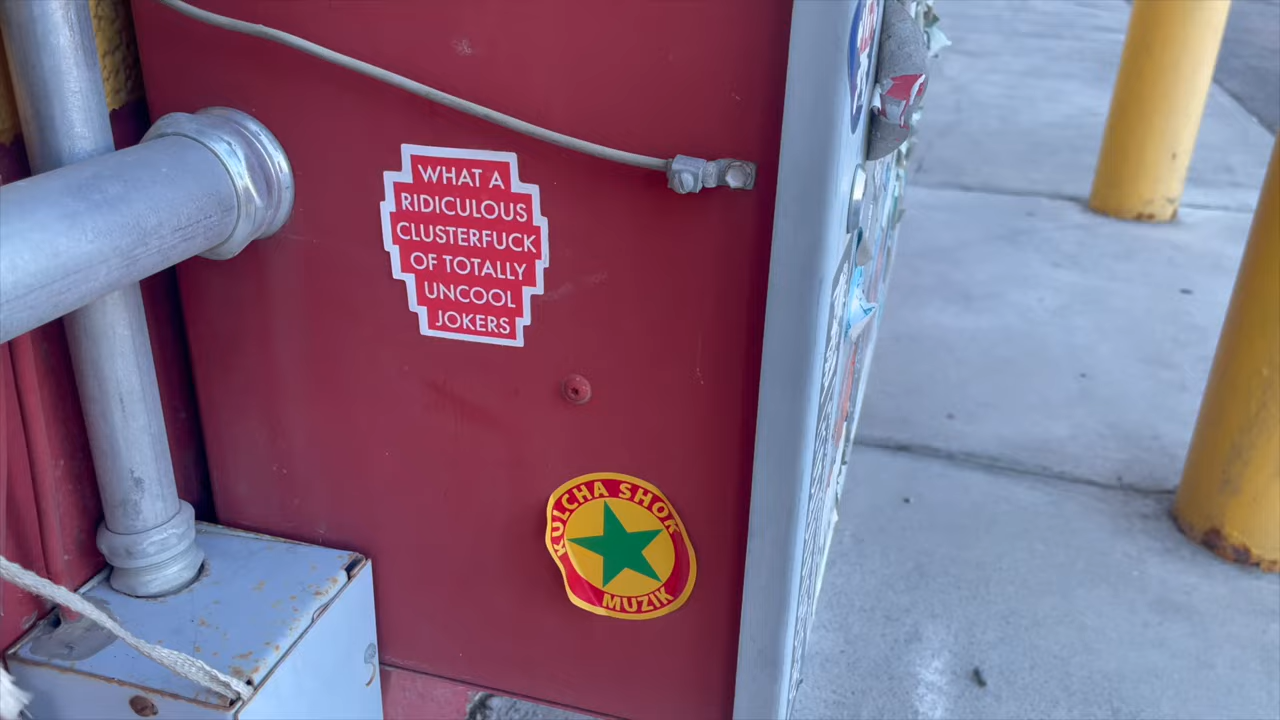 WHAT A
RIDICULOUS
CLUSTERFUCK
OF TOTALLY
UNCOOL
JOKERS
KULCHA SHOK
MUZIK